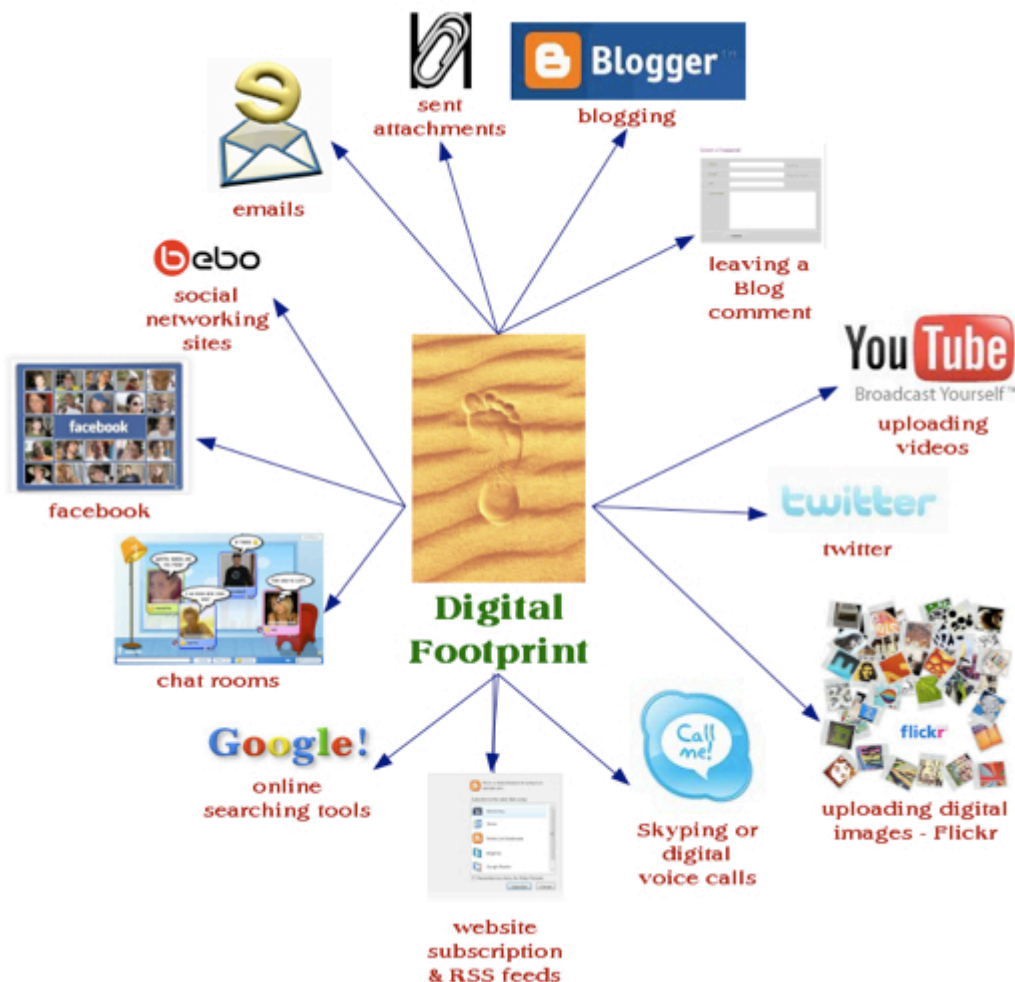 Blogger™
sent
attachments
blogging
emails
leaving a
Blog
comment
bebo
social
networking
sites
YouTube
Broadcast Yourself™
uploading
videos
facebook
facebook
twitter
twitter
chat rooms
Digital
Footprint
Google!
online
searching tools
Call
me!
Skyping or
digital
voice calls
flickr
uploading digital
images - Flickr
website
subscription
& RSS feeds